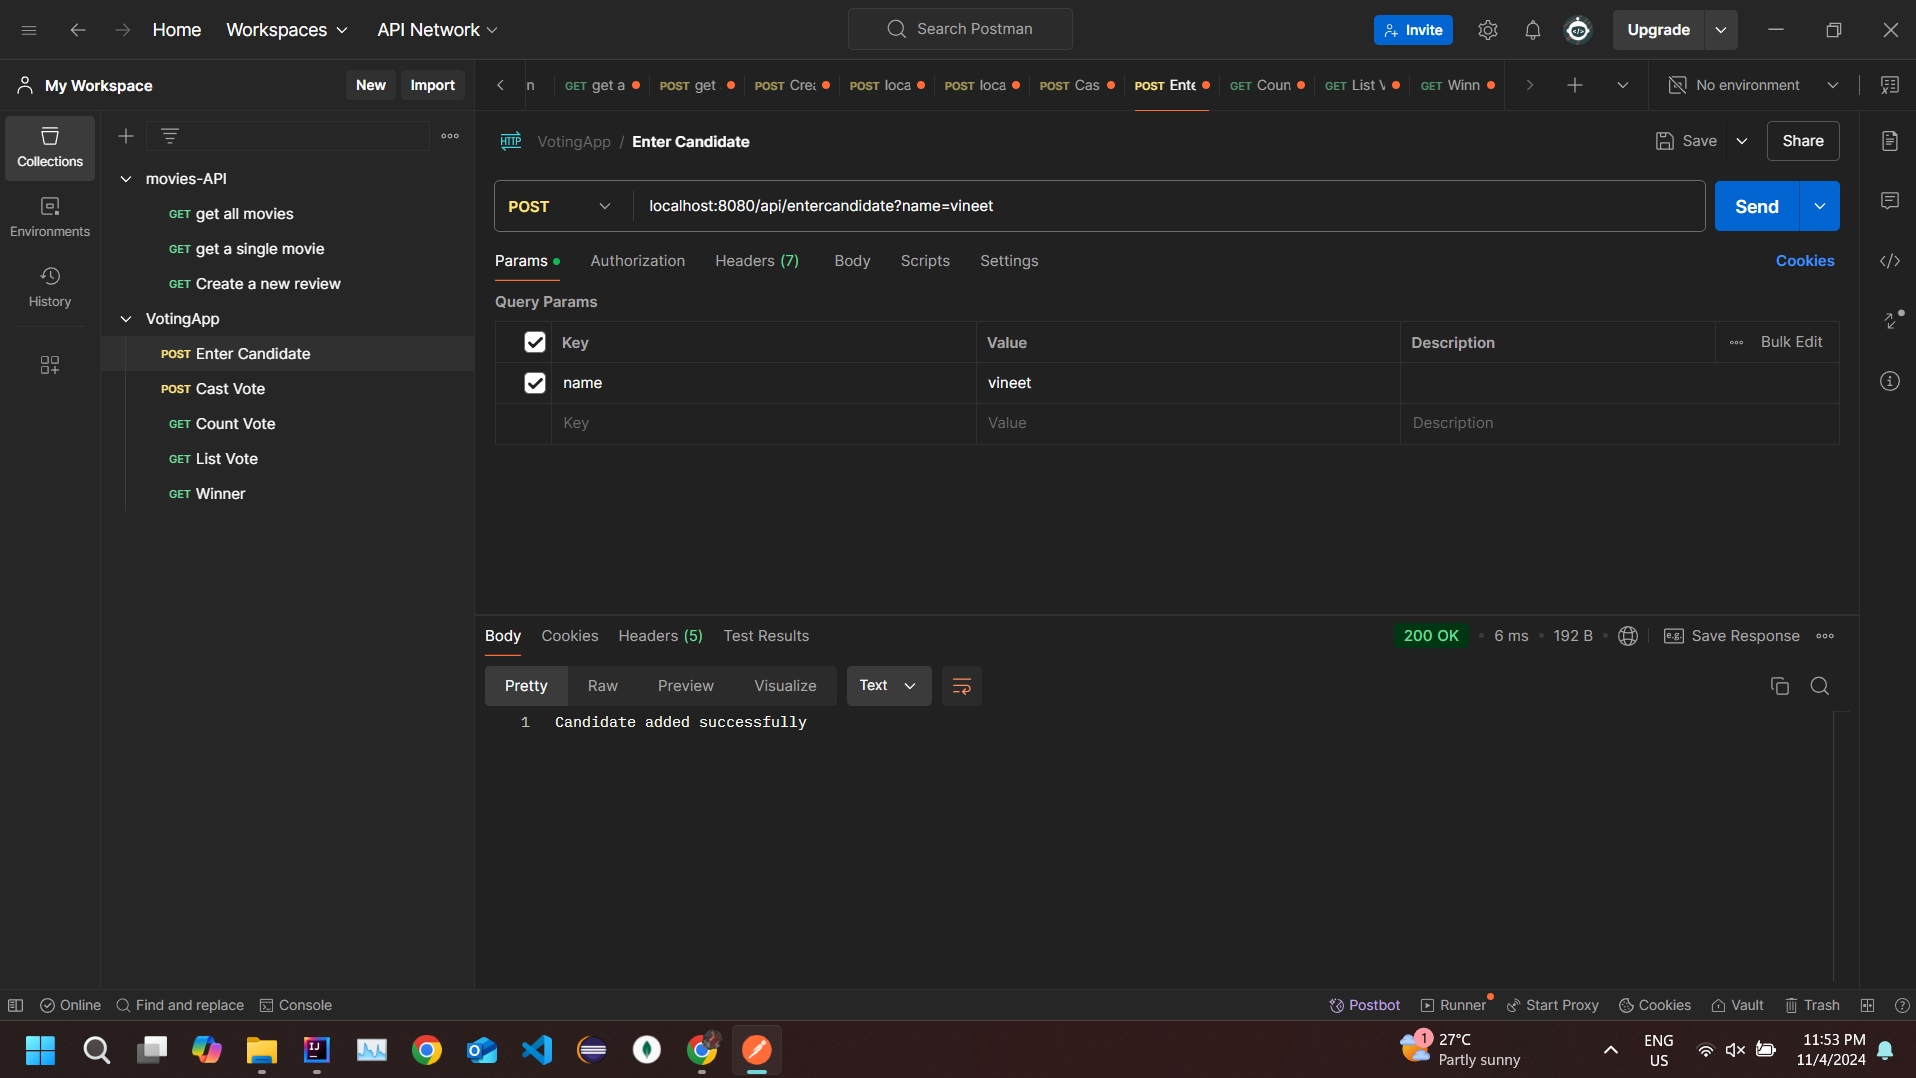 Home Workspaces API Network Search Postman Invite Upgrade
My Workspace New Import n GET get a POST get POST Cre POST loca POST loca POST Cas POST Ente GET Coun GET List V GET Winn No environment
Collections
Environments
History
movies-API
GET get all movies
GET get a single movie
GET Create a new review
VotingApp
POST Enter Candidate
POST Cast Vote
GET Count Vote
GET List Vote
GET Winner
HTTP VotingApp / Enter Candidate Save Share
POST localhost:8080/api/entercandidate?name=vineet Send
Params Authorization Headers (7) Body Scripts Settings Cookies
Query Params
Key Value Description Bulk Edit
name vineet
Key Value Description
Body Cookies Headers (5) Test Results 200 OK 6 ms 192 B e.g. Save Response
Pretty Raw Preview Visualize Text
1 Candidate added successfully
Online Find and replace Console Postbot Runner Start Proxy Cookies Vault Trash
IJ 1 27°C ENG 11:53 PM
Partly sunny US 11/4/2024